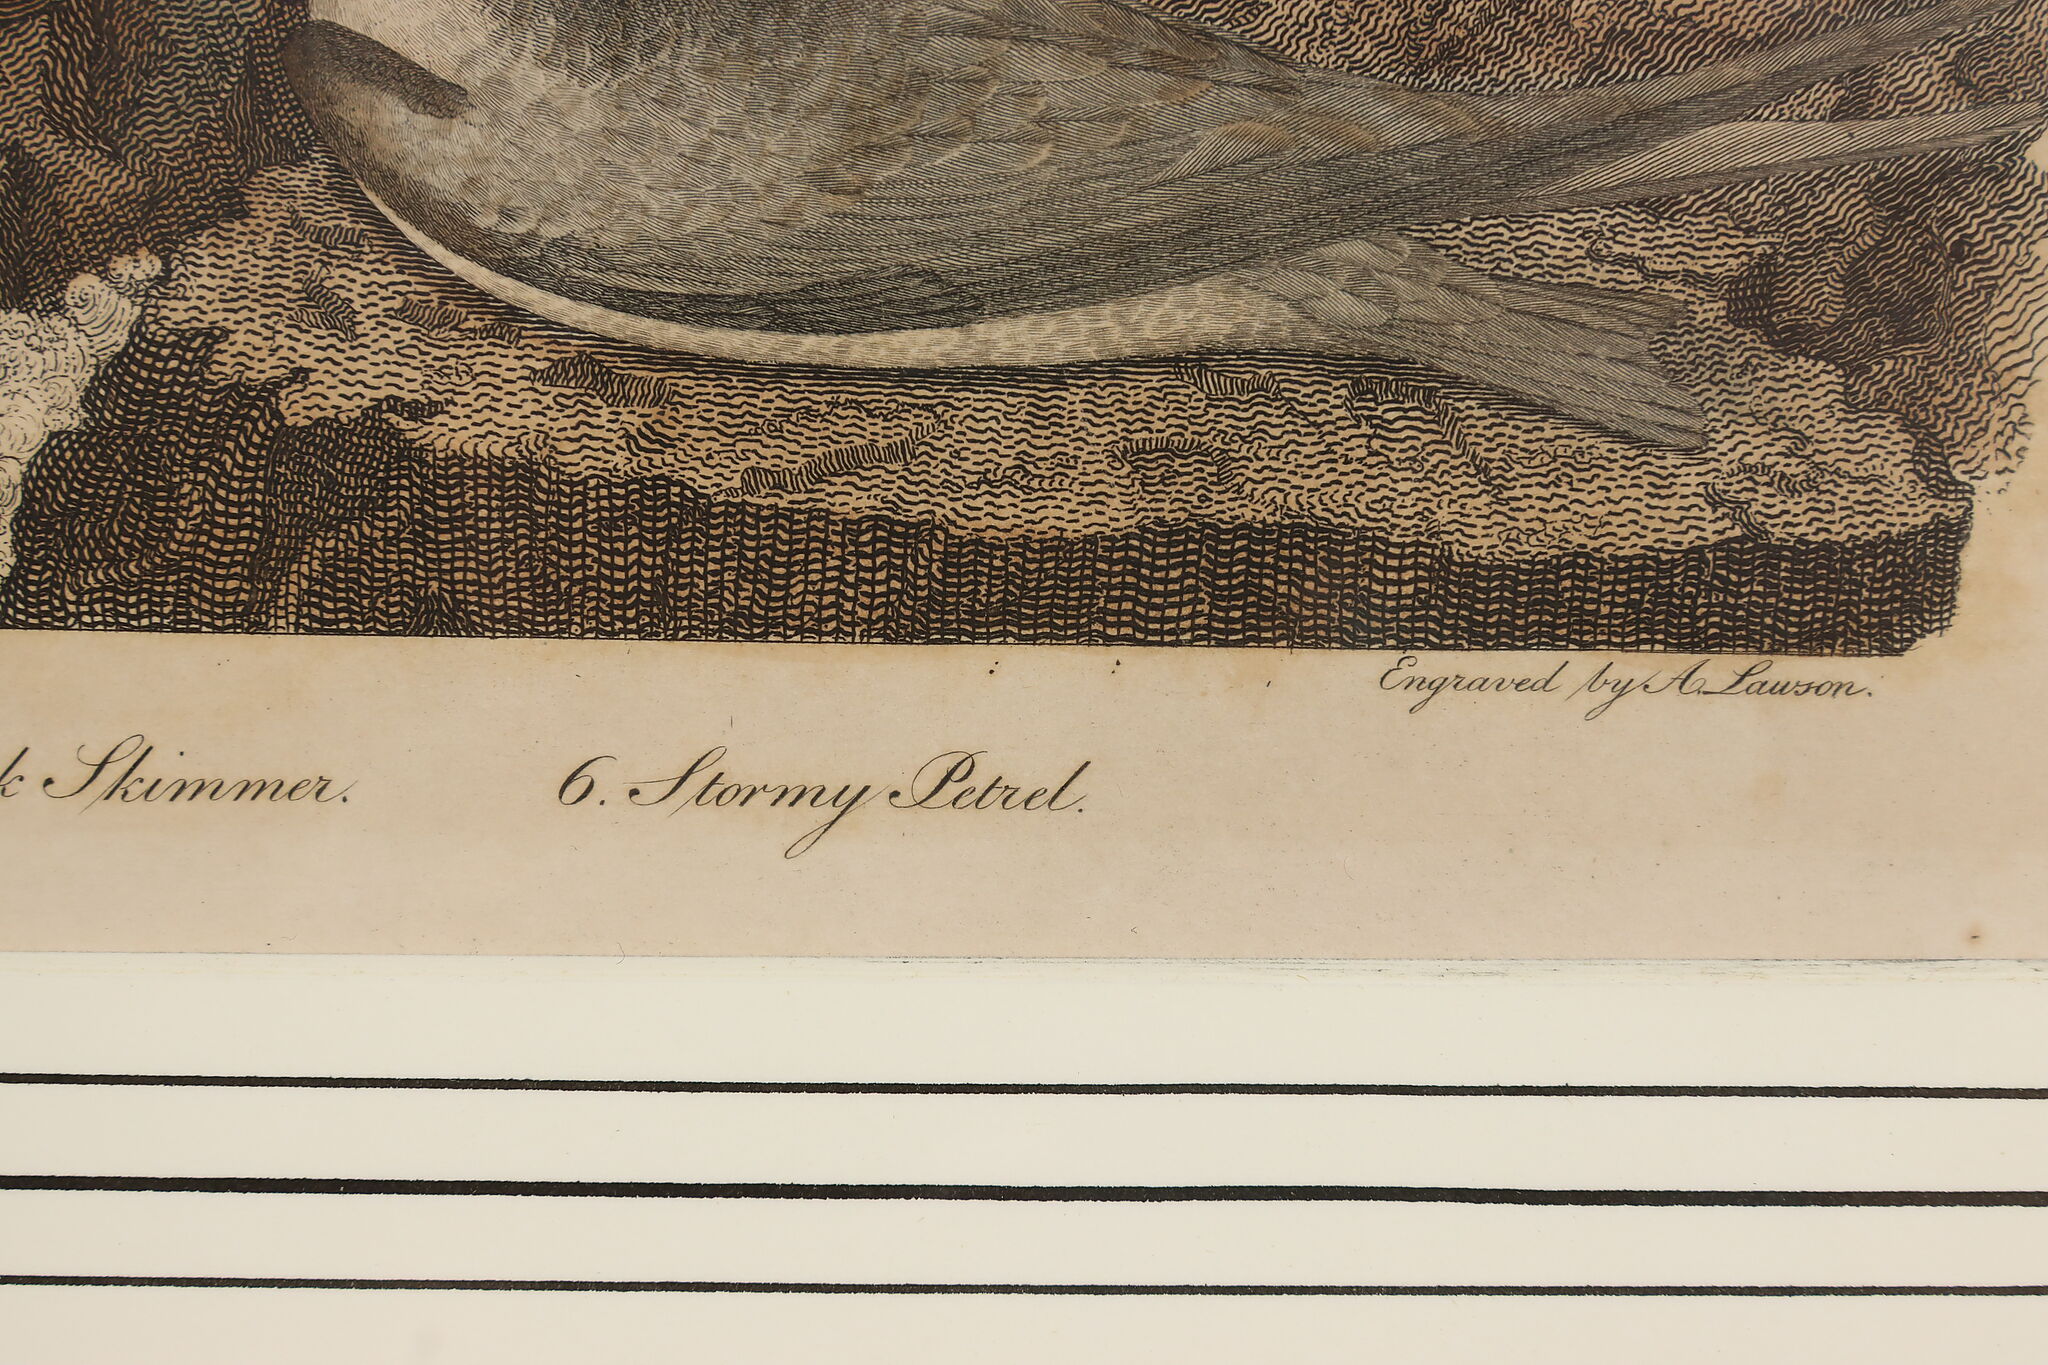 Engraved by A. Lawson.
k Skimmer. 6. Stormy Petrel.